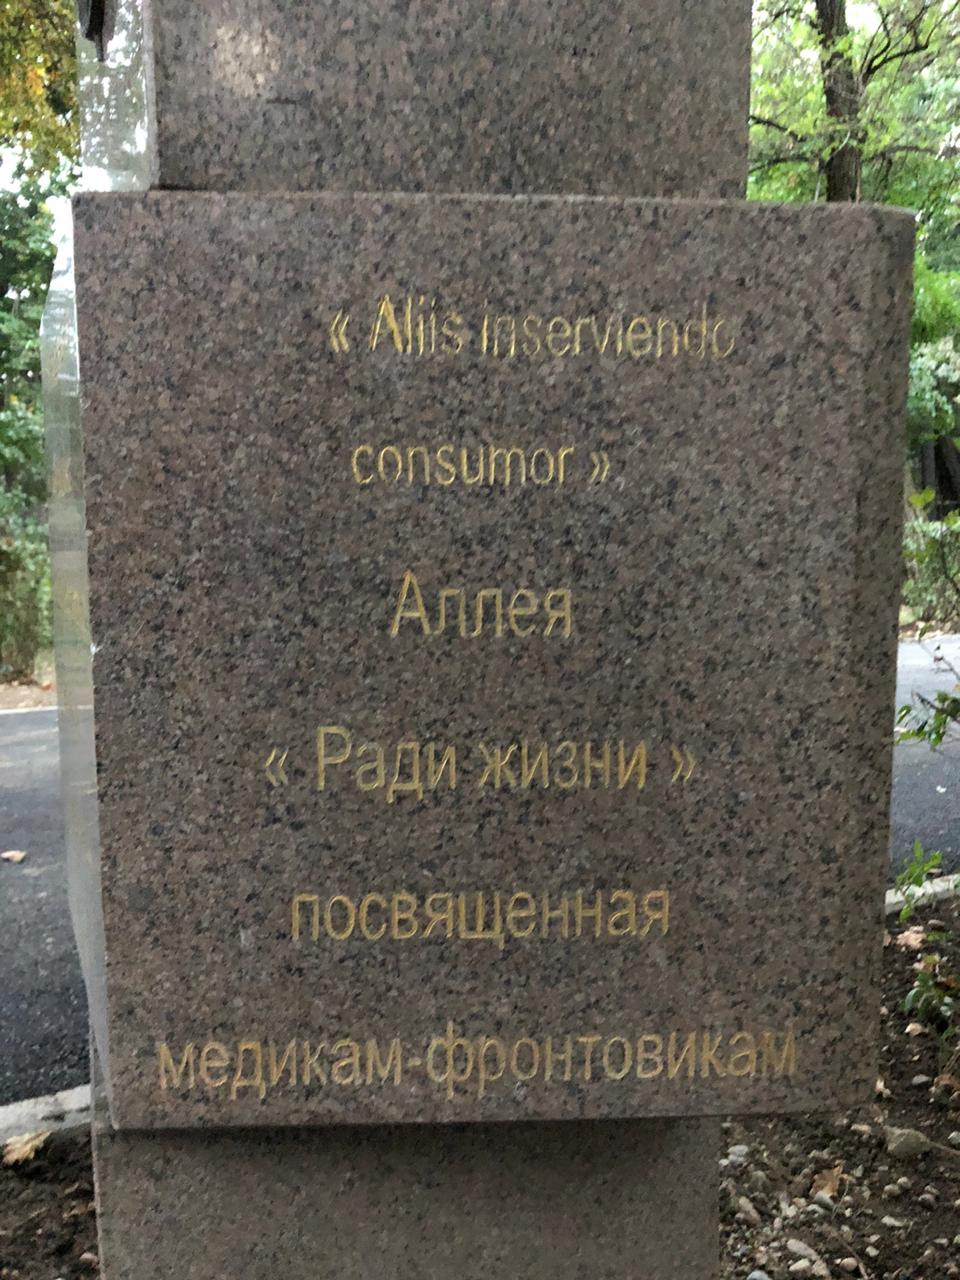 « Aliis inserviendo
consumor »
Аллея
« Ради жизни »
посвященная
медикам-фронтовикам